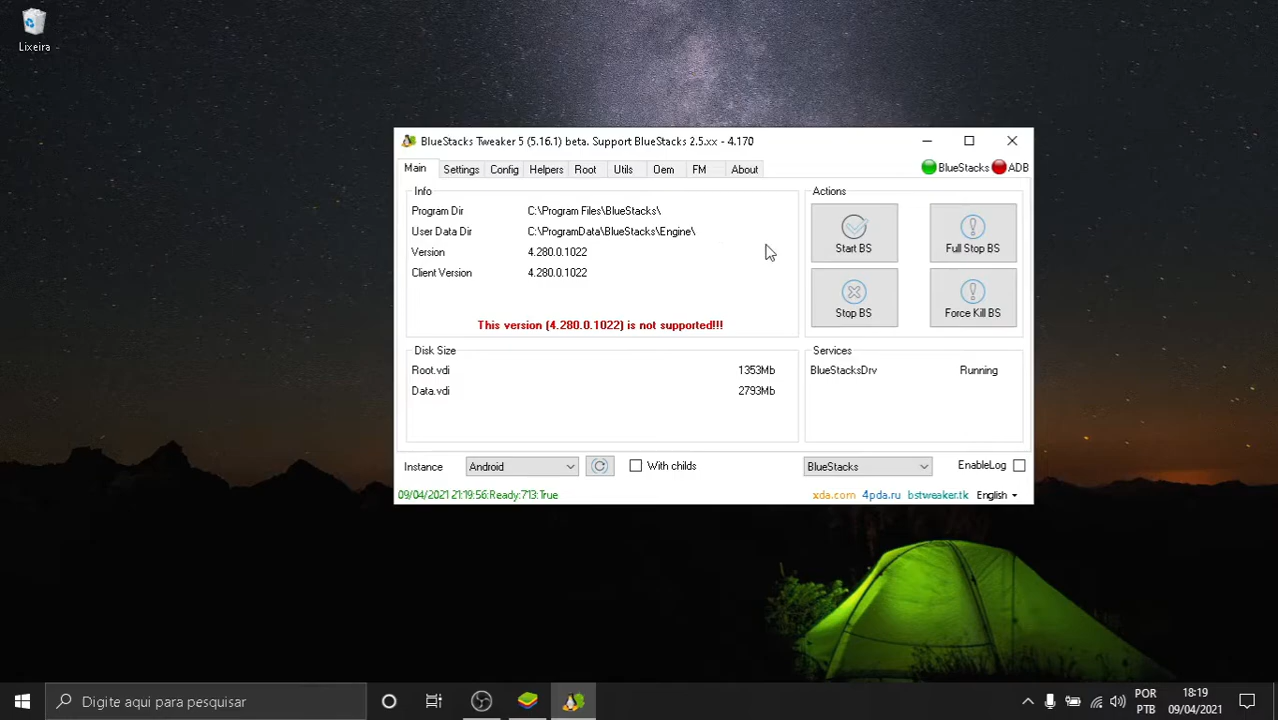 Lixeira
BlueStacks Tweaker 5 (5.16.1) beta. Support BlueStacks 2.5.xx - 4.170
Main Settings Config Helpers Root Utils Oem FM About BlueStacks ADB
Info
Program Dir C:\Program Files\BlueStacks\
User Data Dir C:\ProgramData\BlueStacks\Engine\
Version 4.280.0.1022
Client Version 4.280.0.1022
This version (4.280.0.1022) is not supported!!!
Actions
Start BS Full Stop BS
Stop BS Force Kill BS
Disk Size
Root.vdi 1353Mb
Data.vdi 2793Mb
Services
BlueStacksDrv Running
Instance Android With childs BlueStacks EnableLog
09/04/2021 21:19:56:Ready:713:True xda.com 4pda.ru bstweaker.tk English
Digite aqui para pesquisar
POR 18:19
PTB 09/04/2021